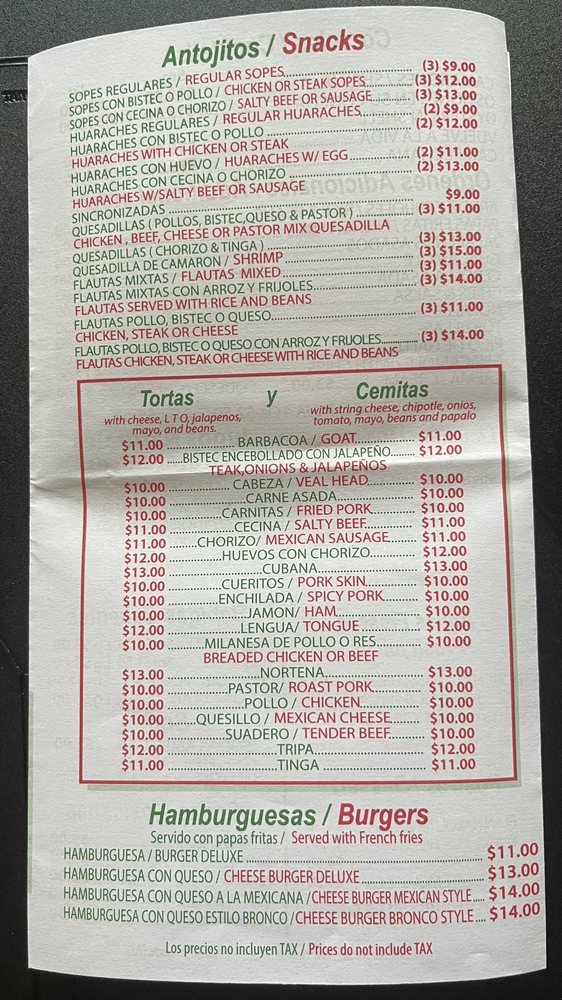 Antojitos / Snacks
SOPES REGULARES / REGULAR SOPES (3) $9.00
SOPES CON BISTEC O POLLO / CHICKEN OR STEAK SOPES (3) $12.00
SOPES CON CECINA O CHORIZO / SALTY BEEF OR SAUSAGE (3) $13.00
HUARACHES REGULARES / REGULAR HUARACHES (2) $9.00
HUARACHES CON BISTEC O POLLO (2) $12.00
HUARACHES WITH CHICKEN OR STEAK
HUARACHES CON HUEVO / HUARACHES W/ EGG (2) $11.00
HUARACHES CON CECINA O CHORIZO (2) $13.00
HUARACHES W/SALTY BEEF OR SAUSAGE
SINCRONIZADAS $9.00
QUESADILLAS ( POLLOS, BISTEC,QUESO & PASTOR ) (3) $11.00
CHICKEN , BEEF, CHEESE OR PASTOR MIX QUESADILLA
QUESADILLAS ( CHORIZO & TINGA ) (3) $13.00
QUESADILLA DE CAMARON / SHRIMP (3) $15.00
FLAUTAS MIXTAS / FLAUTAS MIXED (3) $11.00
FLAUTAS MIXTAS CON ARROZ Y FRIJOLES (3) $14.00
FLAUTAS SERVED WITH RICE AND BEANS
FLAUTAS POLLO, BISTEC O QUESO (3) $11.00
CHICKEN, STEAK OR CHEESE
FLAUTAS POLLO, BISTEC O QUESO CON ARROZ Y FRIJOLES (3) $14.00
FLAUTAS CHICKEN, STEAK OR CHEESE WITH RICE AND BEANS
Tortas y Cemitas
with cheese, L T O, jalapenos,
mayo, and beans.
with string cheese, chipotle, onios,
tomato, mayo, beans and papalo
$11.00 BARBACOA / GOAT $11.00
$12.00 BISTEC ENCEBOLLADO CON JALAPEÑO $12.00
TEAK,ONIONS & JALAPEÑOS
$10.00 CABEZA / VEAL HEAD $10.00
$10.00 CARNE ASADA $10.00
$10.00 CARNITAS / FRIED PORK $10.00
$11.00 CECINA / SALTY BEEF $11.00
$11.00 CHORIZO/ MEXICAN SAUSAGE $11.00
$12.00 HUEVOS CON CHORIZO $12.00
$13.00 CUBANA $13.00
$10.00 CUERITOS / PORK SKIN $10.00
$10.00 ENCHILADA / SPICY PORK $10.00
$10.00 JAMON/ HAM $10.00
$12.00 LENGUA/ TONGUE $12.00
$10.00 MILANESA DE POLLO O RES $10.00
BREADED CHICKEN OR BEEF
$13.00 NORTENA $13.00
$10.00 PASTOR/ ROAST PORK $10.00
$10.00 POLLO / CHICKEN $10.00
$10.00 QUESILLO / MEXICAN CHEESE $10.00
$10.00 SUADERO / TENDER BEEF $10.00
$12.00 TRIPA $12.00
$11.00 TINGA $11.00
Hamburguesas / Burgers
Servido con papas fritas / Served with French fries
HAMBURGUESA / BURGER DELUXE $11.00
HAMBURGUESA CON QUESO / CHEESE BURGER DELUXE $13.00
HAMBURGUESA CON QUESO A LA MEXICANA / CHEESE BURGER MEXICAN STYLE $14.00
HAMBURGUESA CON QUESO ESTILO BRONCO / CHEESE BURGER BRONCO STYLE $14.00
Los precios no incluyen TAX / Prices do not include TAX